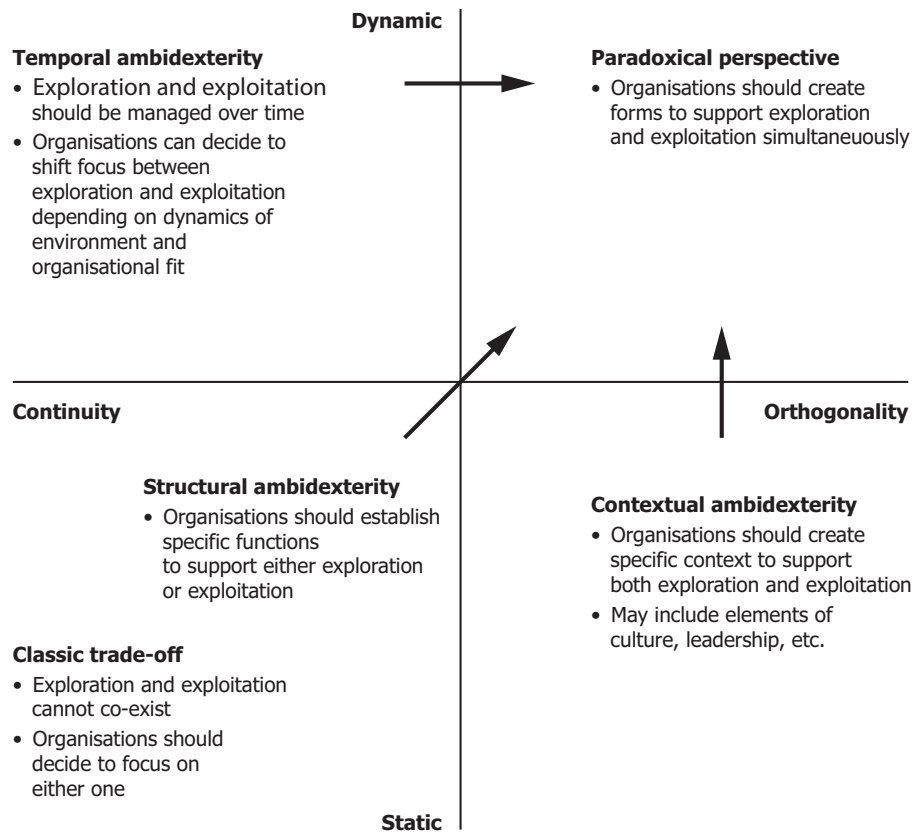 Dynamic
Temporal ambidexterity
• Exploration and exploitation
should be managed over time
• Organisations can decide to
shift focus between
exploration and exploitation
depending on dynamics of
environment and
organisational fit
Paradoxical perspective
• Organisations should create
forms to support exploration
and exploitation simultaneuously
Continuity
Orthogonality
Structural ambidexterity
• Organisations should establish
specific functions
to support either exploration
or exploitation
Contextual ambidexterity
• Organisations should create
specific context to support
both exploration and exploitation
• May include elements of
culture, leadership, etc.
Classic trade-off
• Exploration and exploitation
cannot co-exist
• Organisations should
decide to focus on
either one
Static